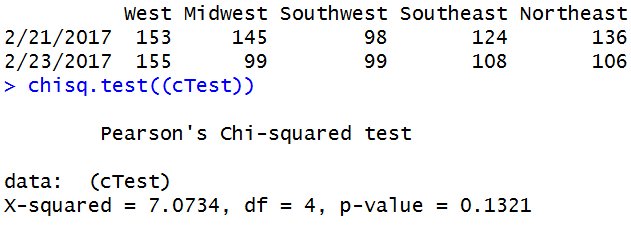 West Midwest Southwest Southeast Northeast
2/21/2017 153 145 98 124 136
2/23/2017 155 99 99 108 106
> chisq.test((cTest))
Pearson's Chi-squared test
data: (cTest)
X-squared = 7.0734, df = 4, p-value = 0.1321